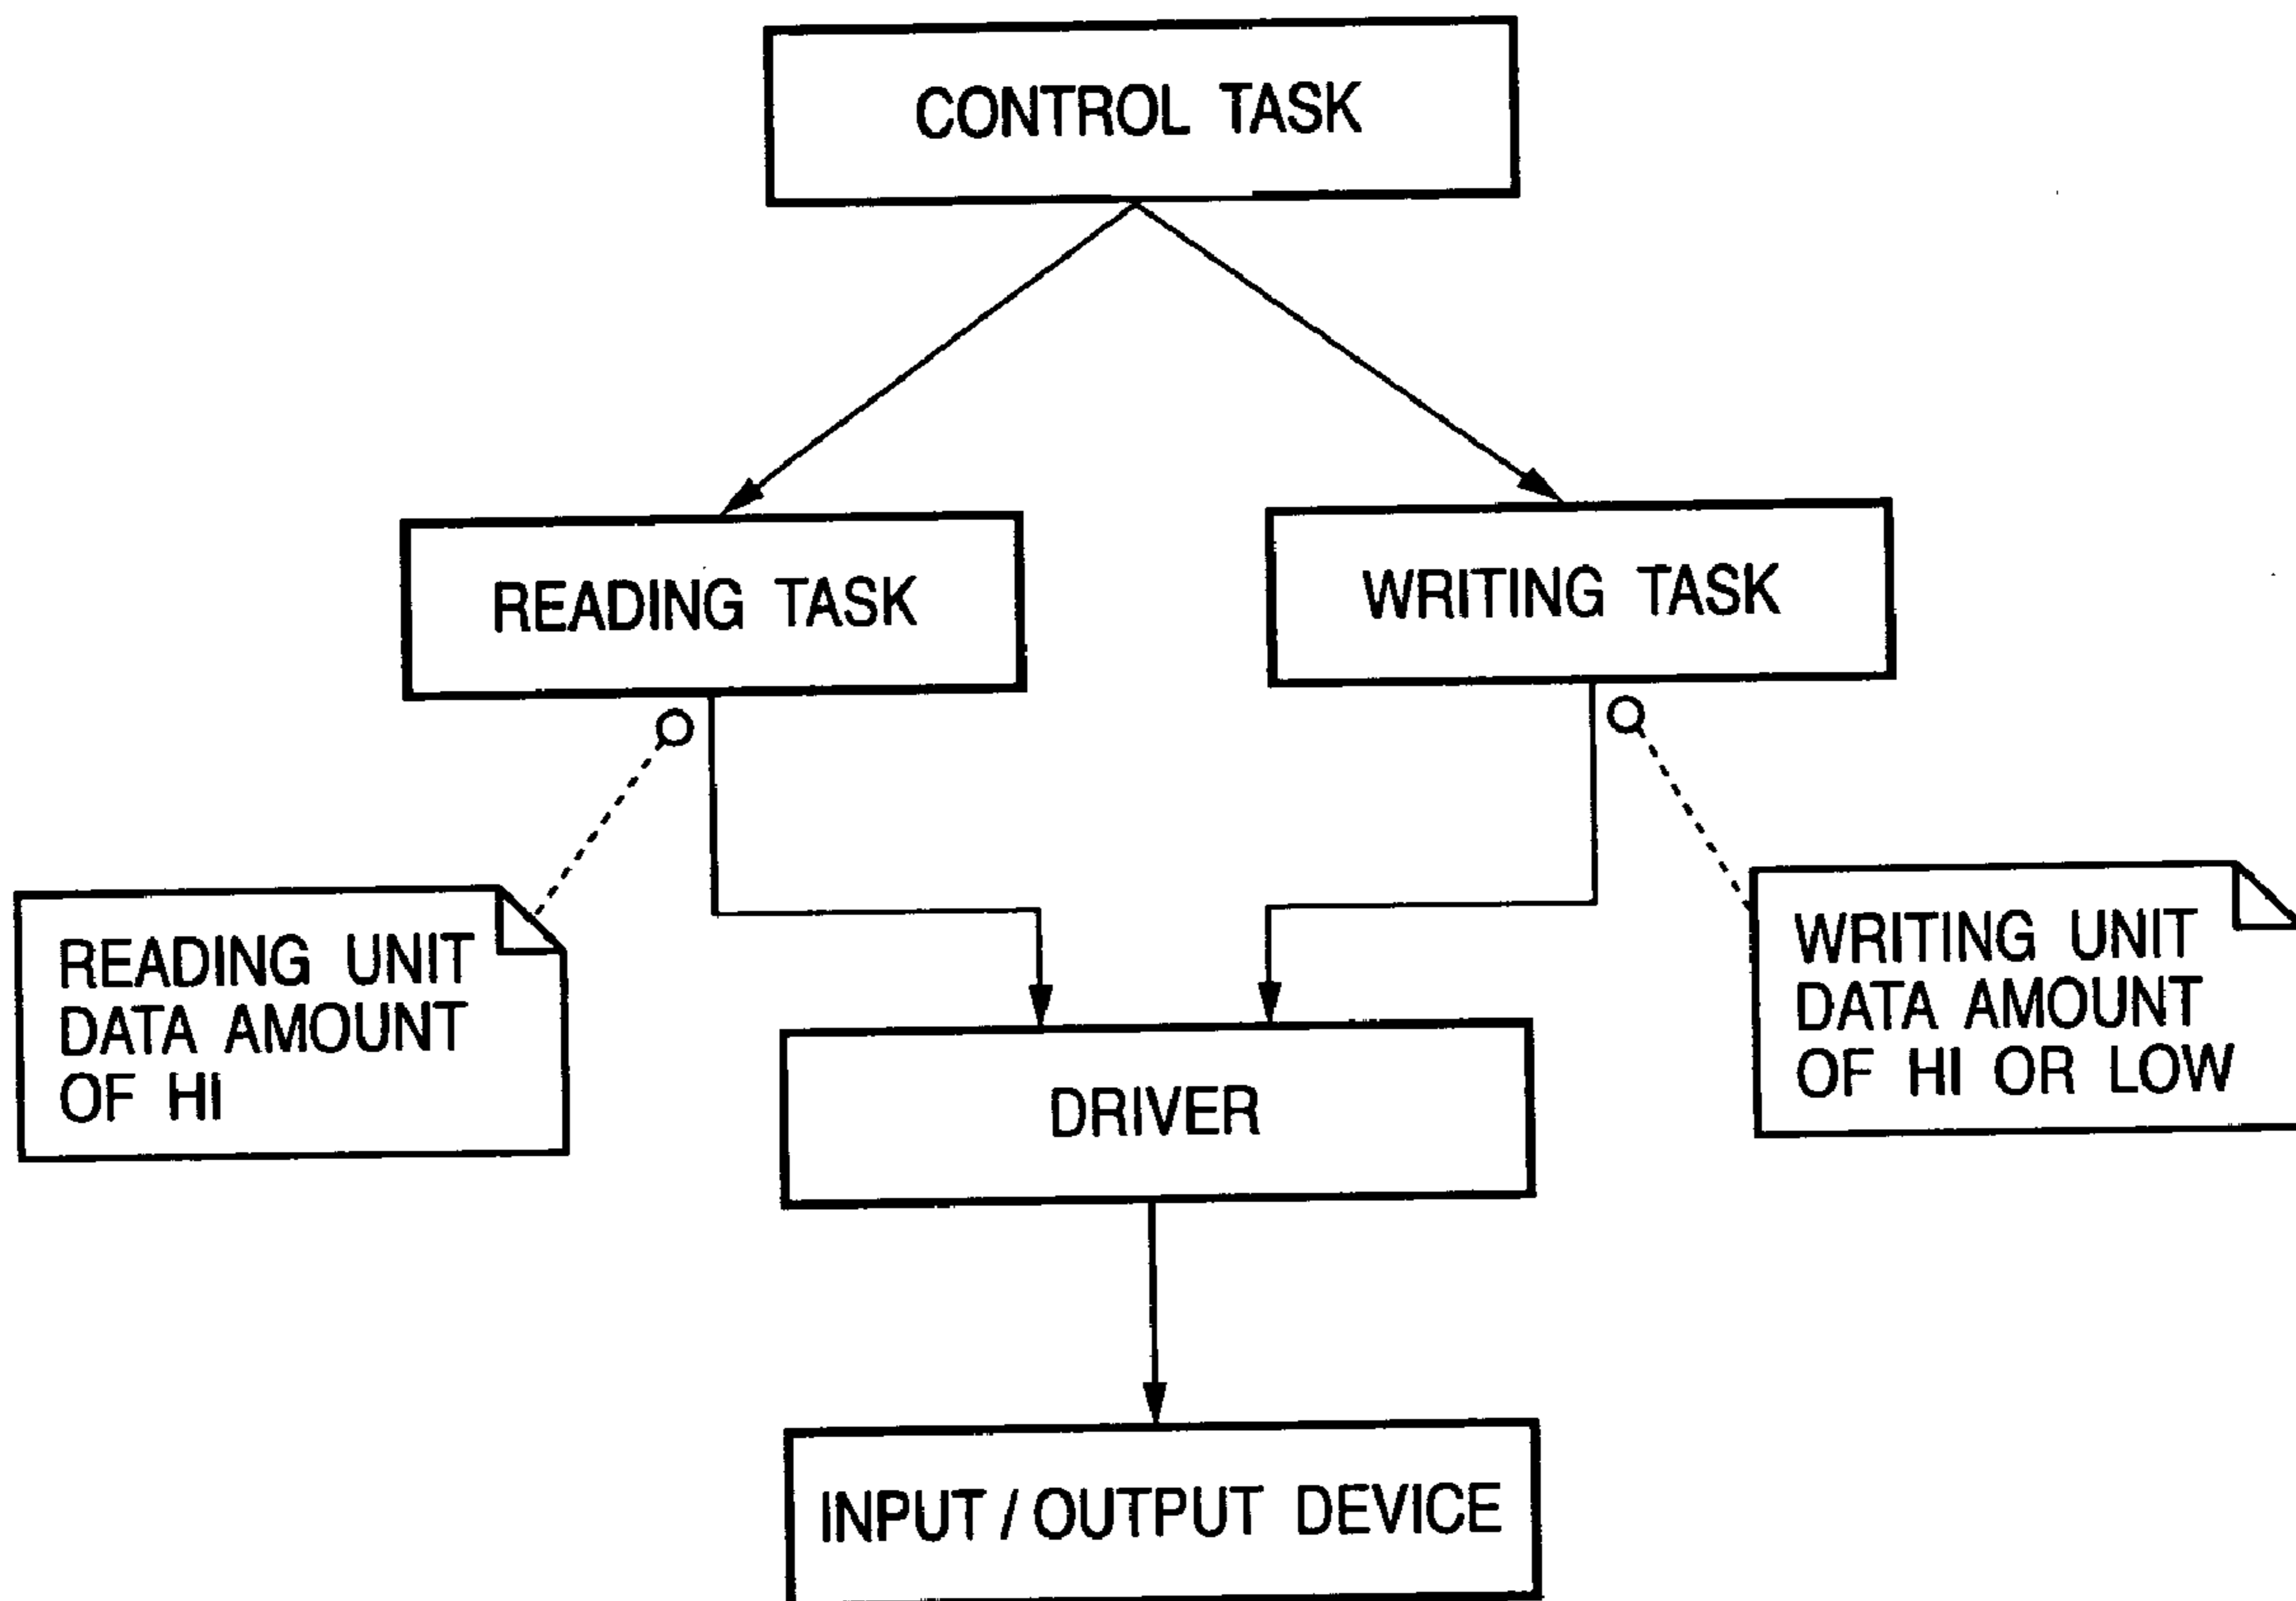 CONTROL TASK
READING TASK
WRITING TASK
READING UNIT
DATA AMOUNT
OF HI
WRITING UNIT
DATA AMOUNT
OF HI OR LOW
DRIVER
INPUT / OUTPUT DEVICE